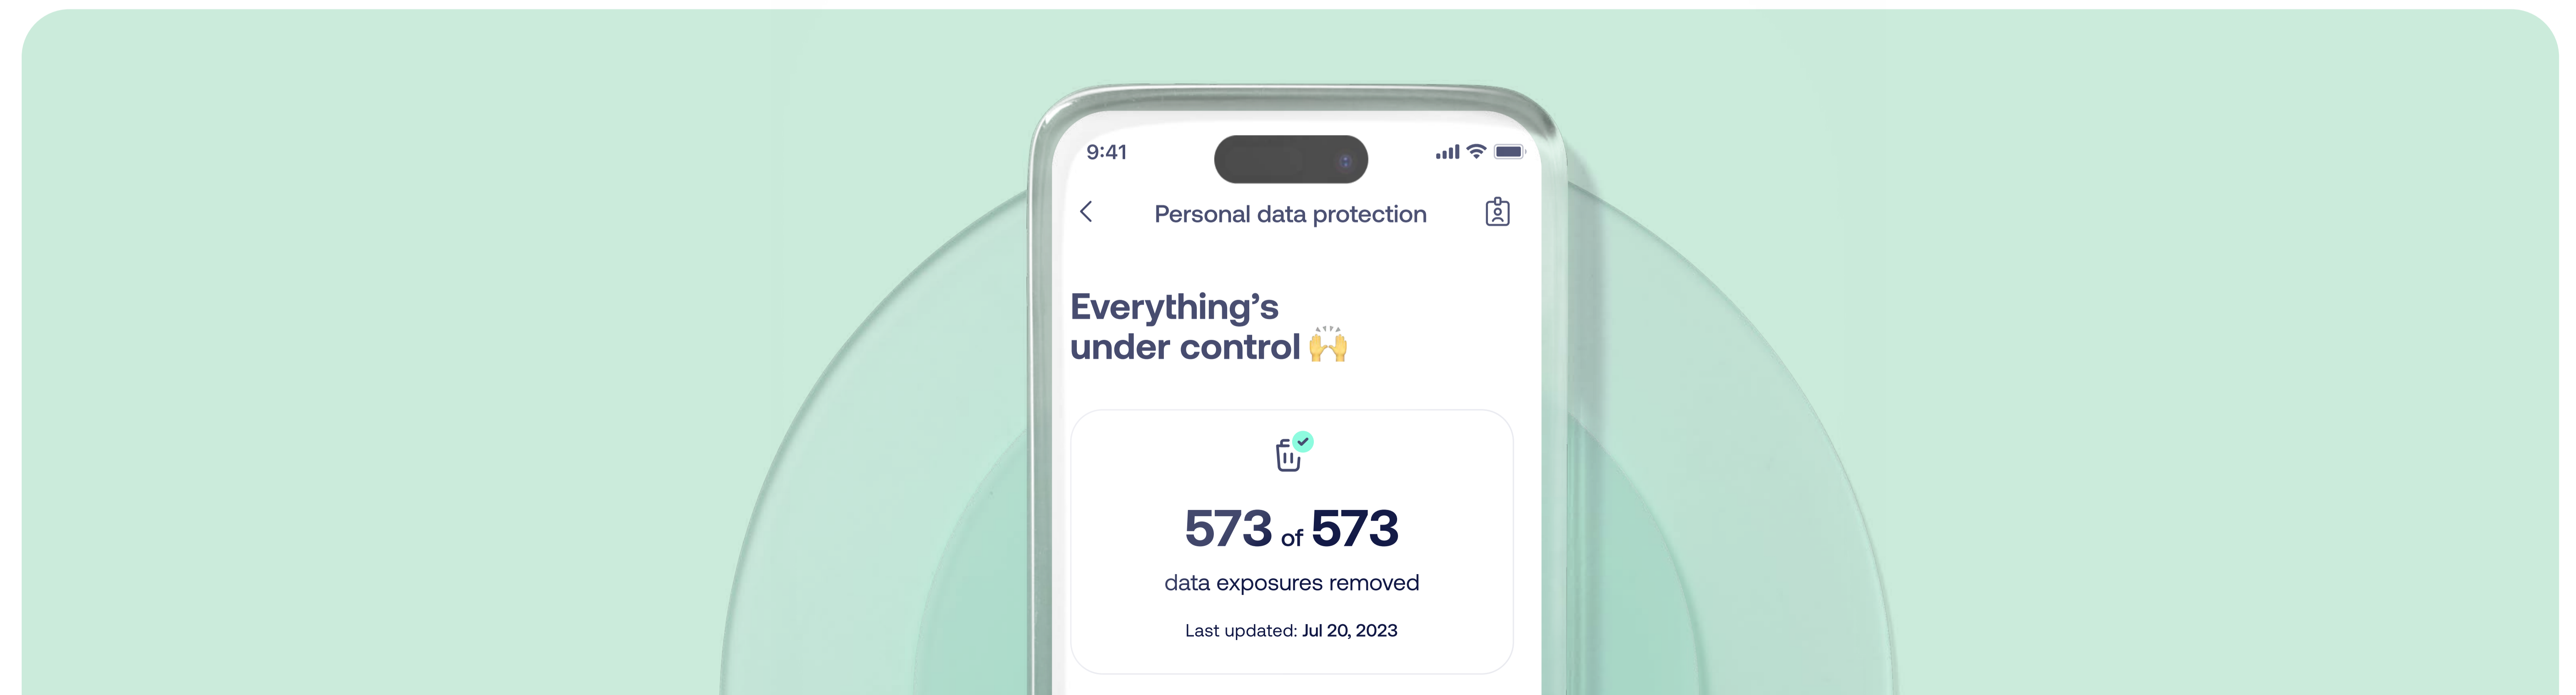 9:41
Personal data protection
Everything’s
under control 🙌
573 of 573
data exposures removed
Last updated: Jul 20, 2023